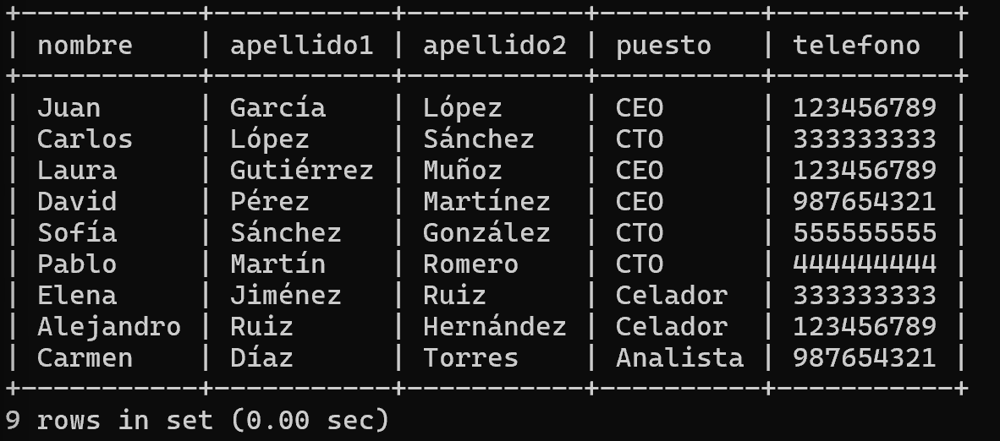 +-----------+-----------+-----------+----------+-----------+
| nombre    | apellido1 | apellido2 | puesto   | telefono  |
+-----------+-----------+-----------+----------+-----------+
| Juan      | García    | López     | CEO      | 123456789 |
| Carlos    | López     | Sánchez   | CTO      | 333333333 |
| Laura     | Gutiérrez | Muñoz     | CEO      | 123456789 |
| David     | Pérez     | Martínez  | CEO      | 987654321 |
| Sofía     | Sánchez   | González  | CTO      | 555555555 |
| Pablo     | Martín    | Romero    | CTO      | 444444444 |
| Elena     | Jiménez   | Ruiz      | Celador  | 333333333 |
| Alejandro | Ruiz      | Hernández | Celador  | 123456789 |
| Carmen    | Díaz      | Torres    | Analista | 987654321 |
+-----------+-----------+-----------+----------+-----------+
9 rows in set (0.00 sec)